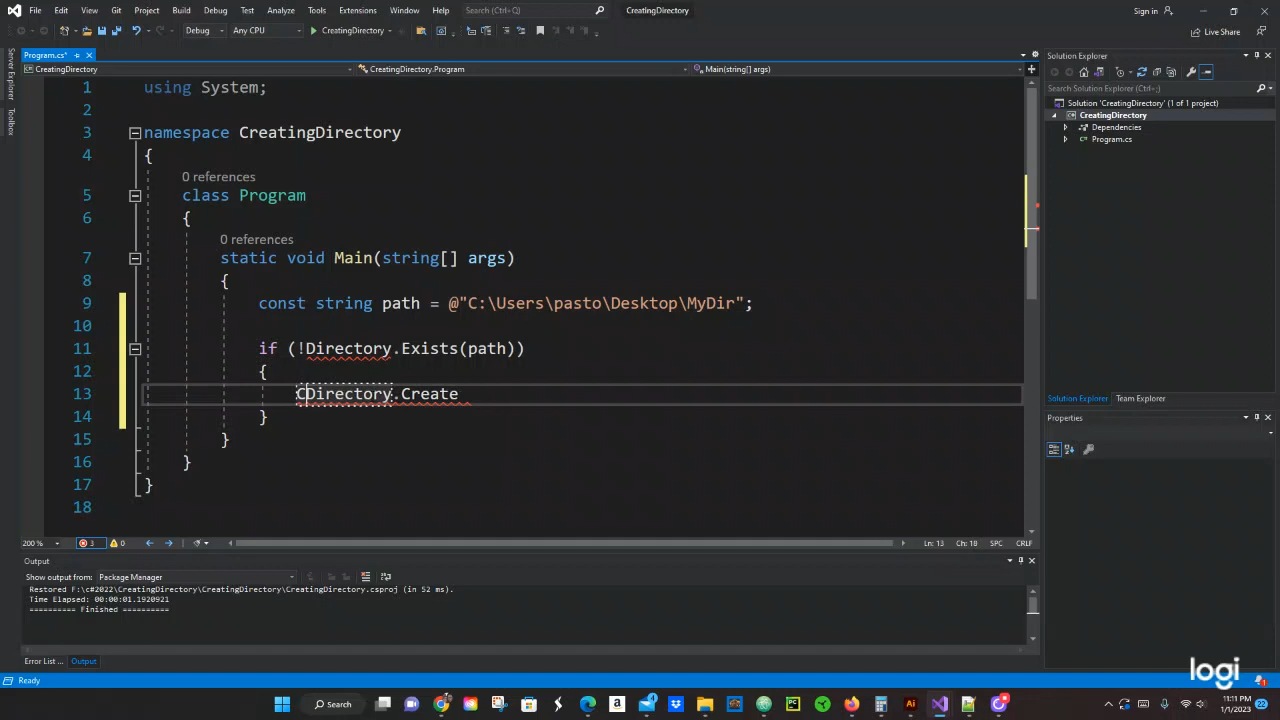 File Edit View Git Project Build Debug Test Analyze Tools Extensions Window Help Search (Ctrl+Q) CreatingDirectory Sign in
Debug Any CPU CreatingDirectory Live Share
Server Explorer
Toolbox
Program.cs*
CreatingDirectory CreatingDirectory.Program Main(string[] args)
1 using System;
2
3 namespace CreatingDirectory
4 {
0 references
5 class Program
6 {
0 references
7 static void Main(string[] args)
8 {
9 const string path = @"C:\Users\pasto\Desktop\MyDir";
10
11 if (!Directory.Exists(path))
12 {
13 CDirectory.Create
14 }
15 }
16 }
17 }
18
200 % 3 0 Ln: 13 Ch: 18 SPC CRLF
Output
Show output from: Package Manager
Restored F:\c#2022\CreatingDirectory\CreatingDirectory\CreatingDirectory.csproj (in 52 ms).
Time Elapsed: 00:00:01.1920921
========== Finished ==========
Error List ... Output
Ready
Solution Explorer
Search Solution Explorer (Ctrl+;)
Solution 'CreatingDirectory' (1 of 1 project)
CreatingDirectory
Dependencies
Program.cs
Solution Explorer Team Explorer
Properties
logi
Search
11:11 PM
1/1/2023
22